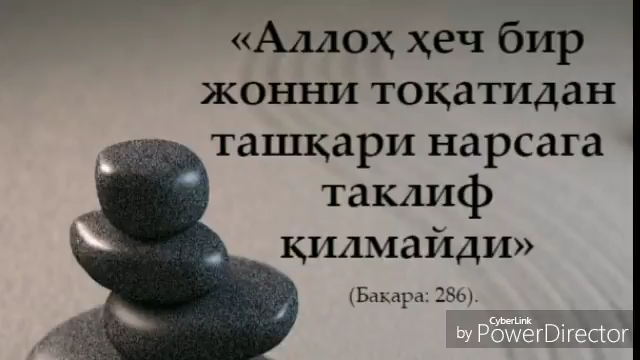 «Аллоҳ ҳеч бир
жонни тоқатидан
ташқари нарсага
таклиф
қилмайди»
(Бақара: 286).
CyberLink
by PowerDirector